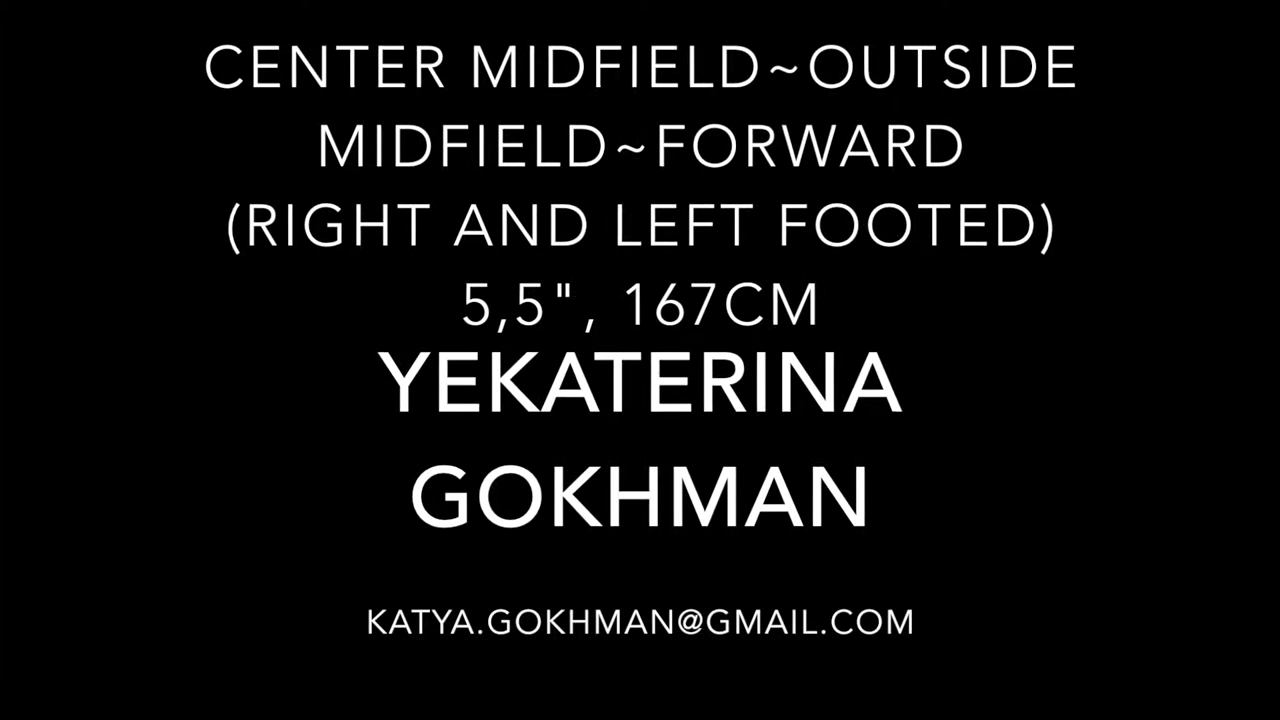 CENTER MIDFIELD~OUTSIDE
MIDFIELD~FORWARD
(RIGHT AND LEFT FOOTED)
5,5", 167CM
YEKATERINA
GOKHMAN
KATYA.GOKHMAN@GMAIL.COM